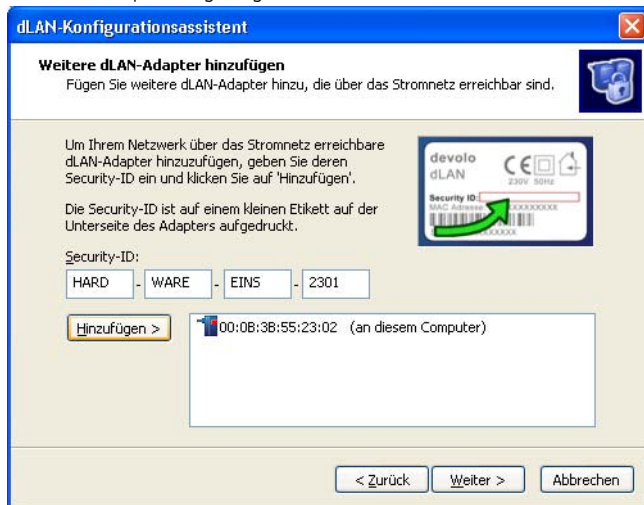 dLAN-Konfigurationsassistent
Weitere dLAN-Adapter hinzufügen
Fügen Sie weitere dLAN-Adapter hinzu, die über das Stromnetz erreichbar sind.
Um Ihrem Netzwerk über das Stromnetz erreichbare
dLAN-Adapter hinzuzufügen, geben Sie deren
Security-ID ein und klicken Sie auf 'Hinzufügen'.
Die Security-ID ist auf einem kleinen Etikett auf der
Unterseite des Adapters aufgedruckt.
devolo
dLAN
CE
230V 50Hz
Security ID:
MAC Adresse
Security-ID:
HARD - WARE - EINS - 2301
Hinzufügen >
00:0B:3B:55:23:02 (an diesem Computer)
< Zurück
Weiter >
Abbrechen